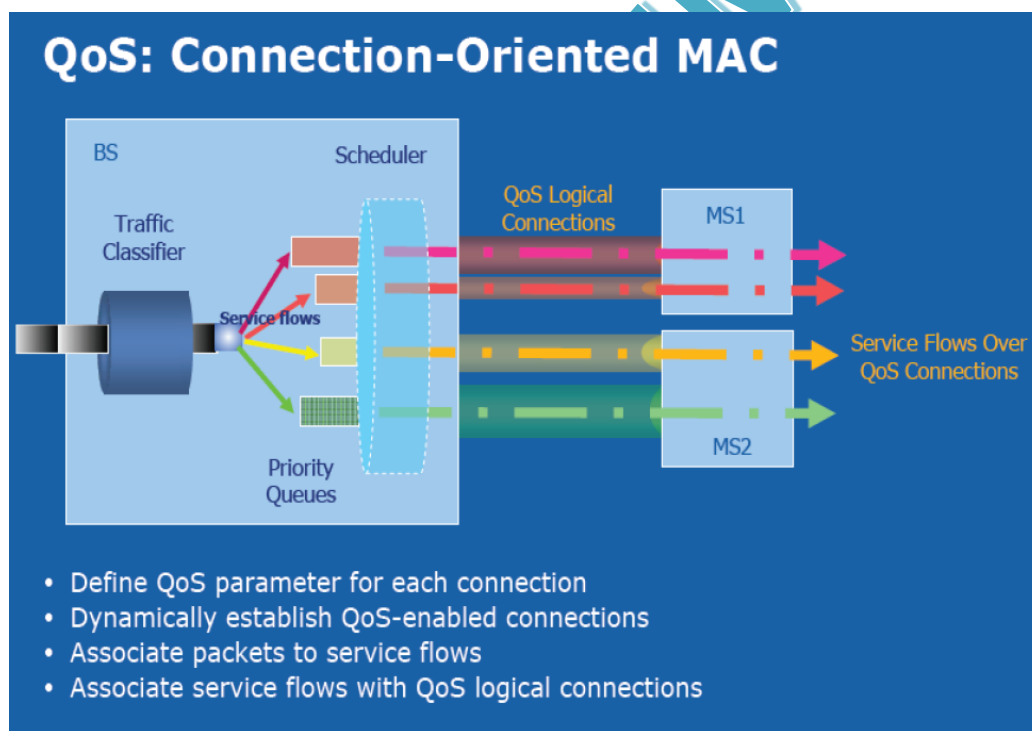 QoS: Connection-Oriented MAC
BS
Scheduler
Traffic
Classifier
Service flows
Priority
Queues
QoS Logical
Connections
MS1
MS2
Service Flows Over
QoS Connections
• Define QoS parameter for each connection
• Dynamically establish QoS-enabled connections
• Associate packets to service flows
• Associate service flows with QoS logical connections